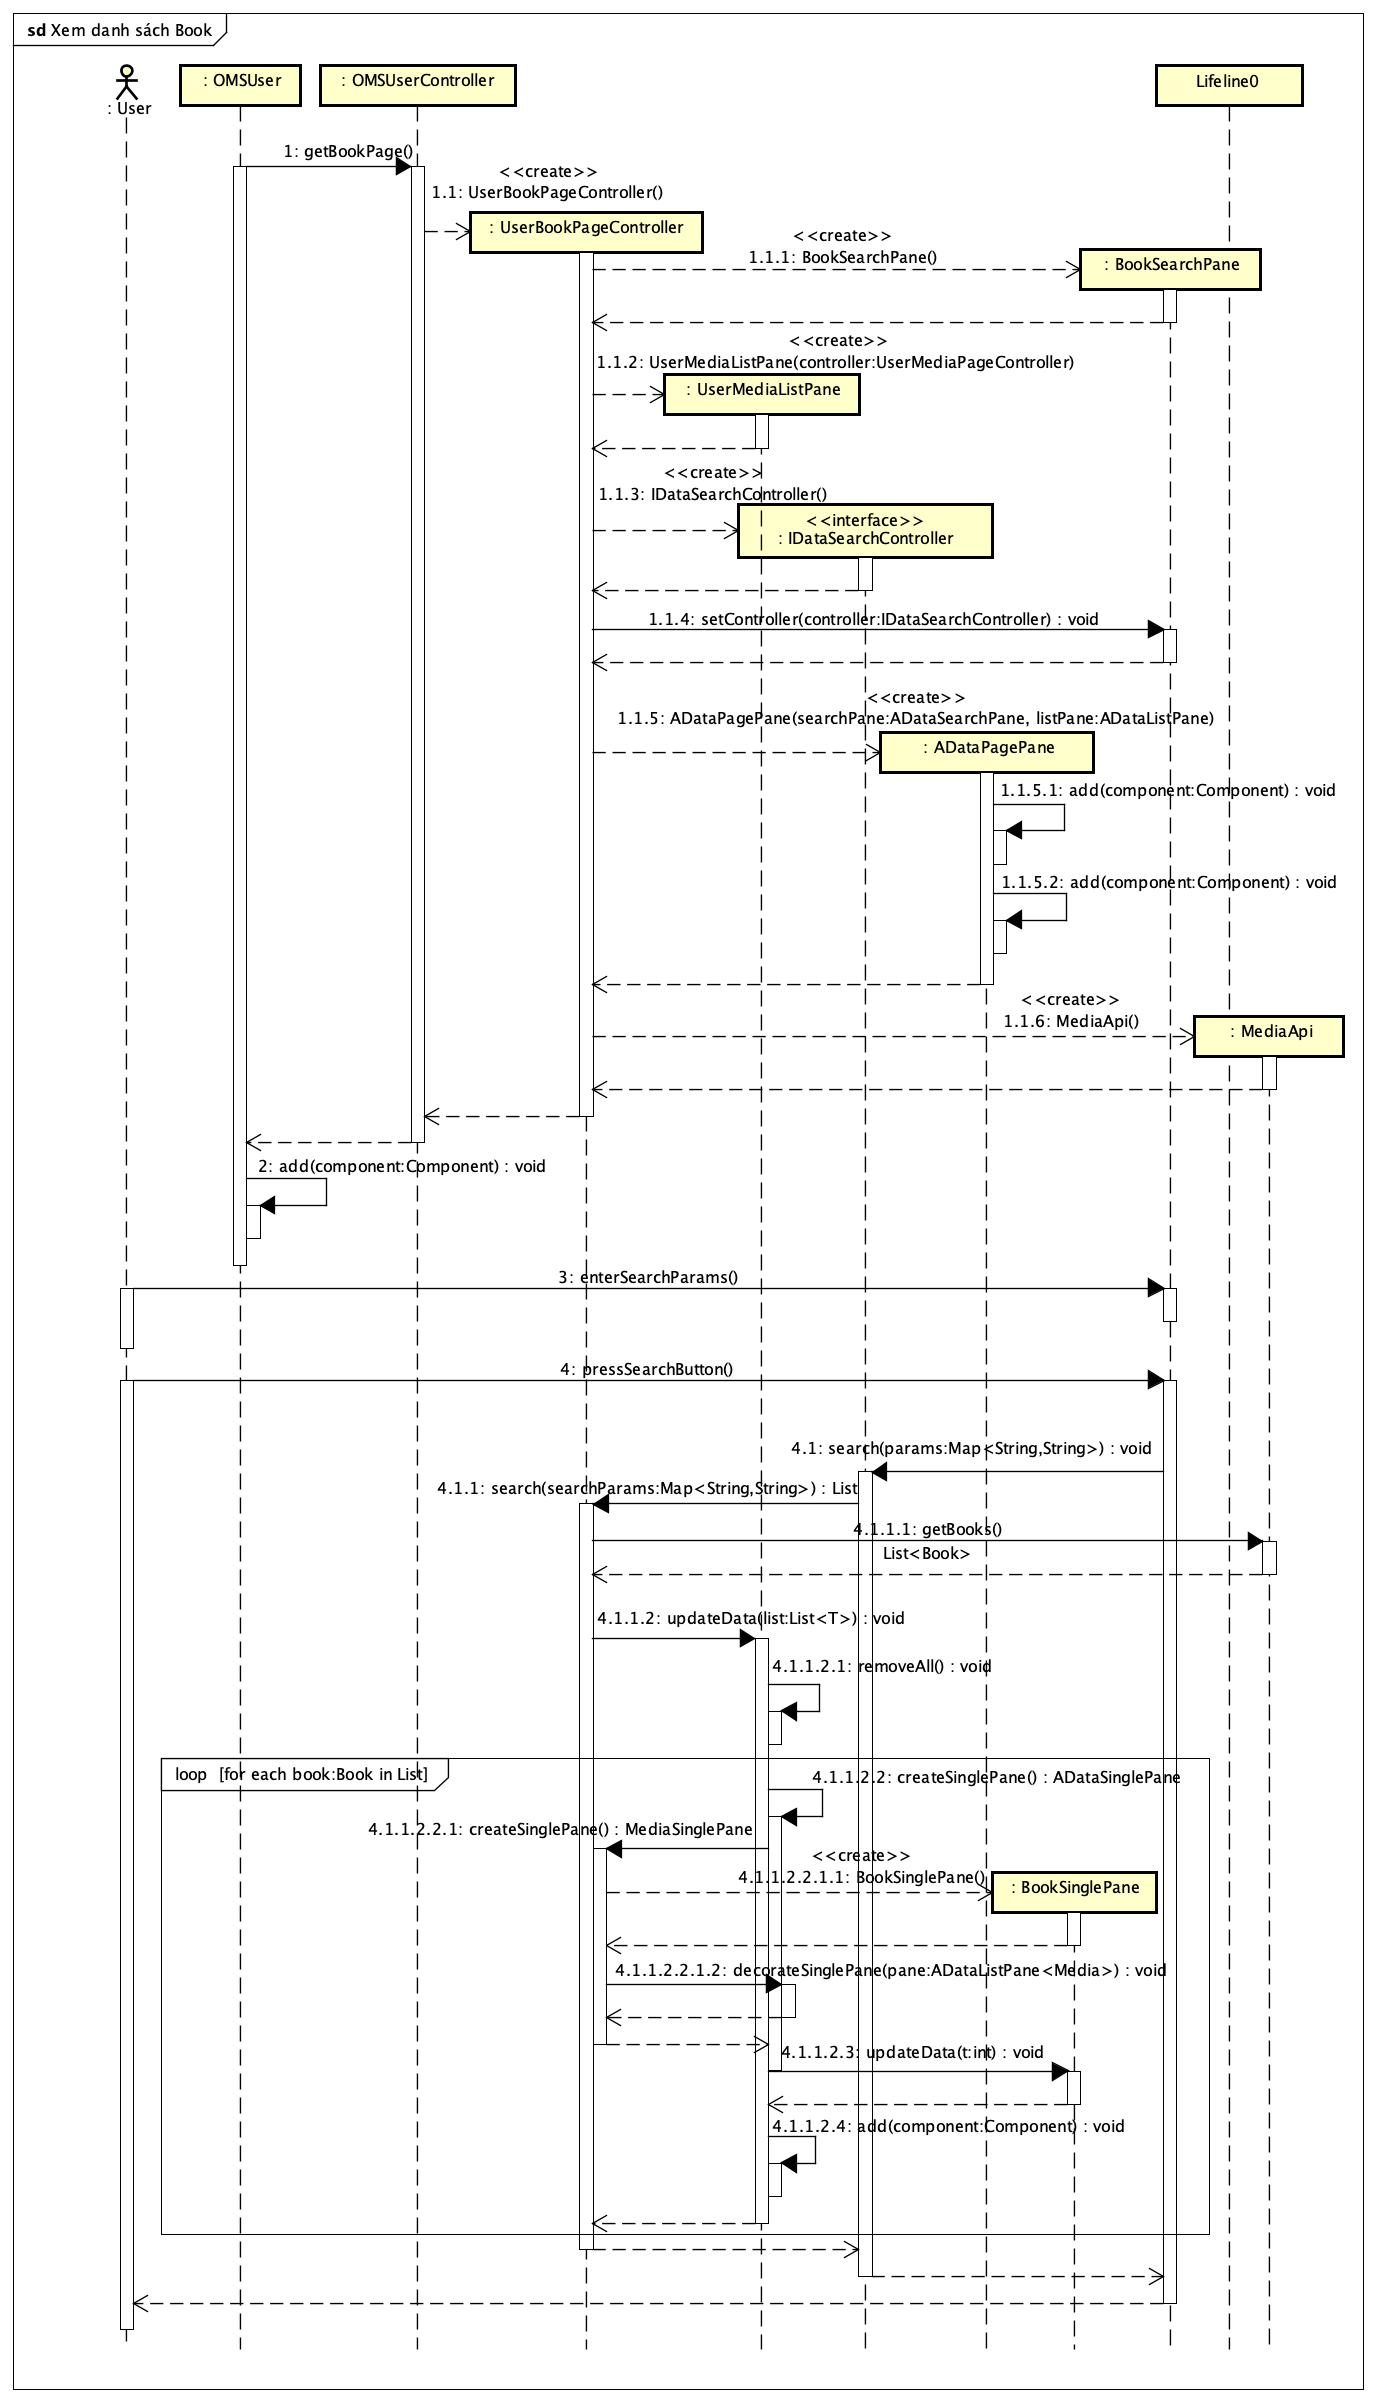 sd Xem danh sách Book
: User
: OMSUser
: OMSUserController
Lifeline0
1: getBookPage()
<<create>>
1.1: UserBookPageController()
: UserBookPageController
<<create>>
1.1.1: BookSearchPane()
: BookSearchPane
<<create>>
1.1.2: UserMediaListPane(controller:UserMediaPageController)
: UserMediaListPane
<<create>>
1.1.3: IDataSearchController()
<<interface>>
: IDataSearchController
1.1.4: setController(controller:IDataSearchController) : void
<<create>>
1.1.5: ADataPagePane(searchPane:ADataSearchPane, listPane:ADataListPane)
: ADataPagePane
1.1.5.1: add(component:Component) : void
1.1.5.2: add(component:Component) : void
<<create>>
1.1.6: MediaApi()
: MediaApi
2: add(component:Component) : void
3: enterSearchParams()
4: pressSearchButton()
4.1: search(params:Map<String,String>) : void
4.1.1: search(searchParams:Map<String,String>) : List
4.1.1.1: getBooks()
List<Book>
4.1.1.2: updateData(list:List<T>) : void
4.1.1.2.1: removeAll() : void
loop [for each book:Book in List]
4.1.1.2.2: createSinglePane() : ADataSinglePane
4.1.1.2.2.1: createSinglePane() : MediaSinglePane
<<create>>
4.1.1.2.2.1.1: BookSinglePane()
: BookSinglePane
4.1.1.2.2.1.2: decorateSinglePane(pane:ADataListPane<Media>) : void
4.1.1.2.3: updateData(t:int) : void
4.1.1.2.4: add(component:Component) : void